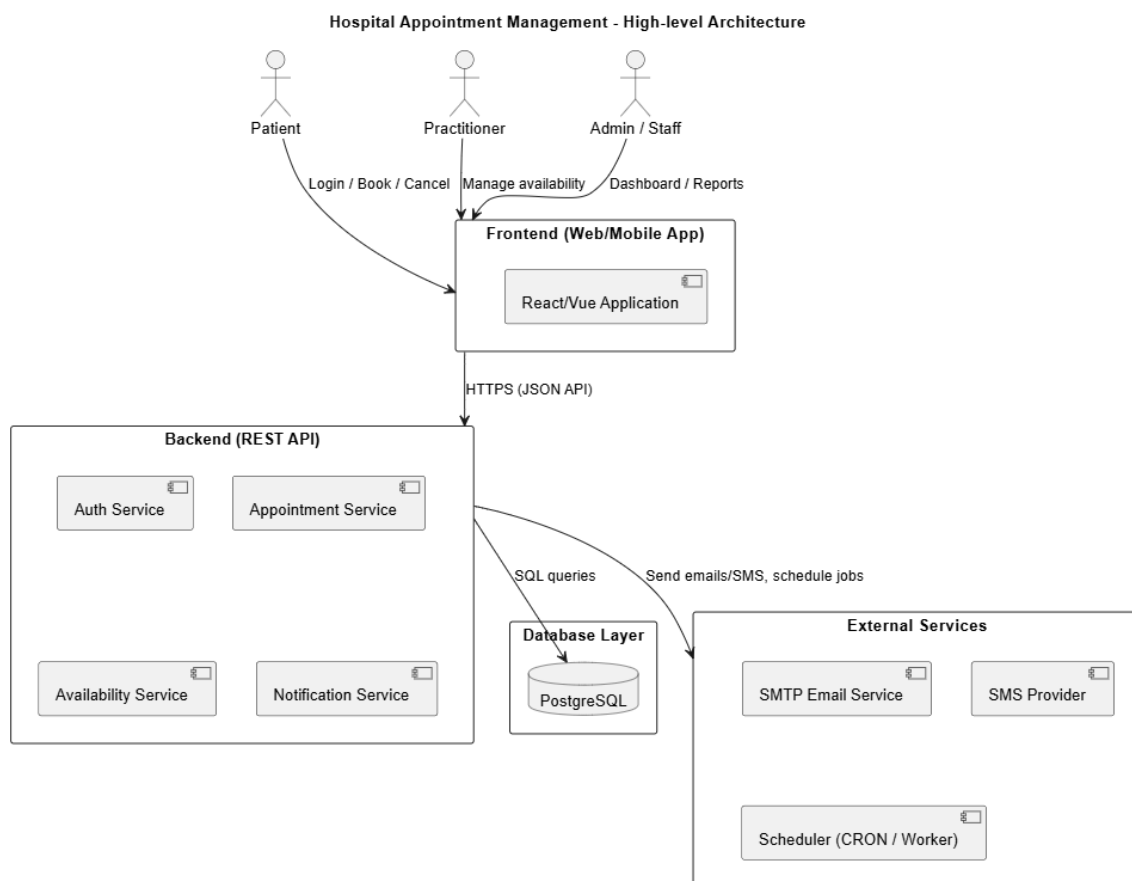 Hospital Appointment Management - High-level Architecture
Patient
Practitioner
Admin / Staff
Login / Book / Cancel
Manage availability
Dashboard / Reports
Frontend (Web/Mobile App)
React/Vue Application
HTTPS (JSON API)
Backend (REST API)
Auth Service
Appointment Service
SQL queries
Send emails/SMS, schedule jobs
Database Layer
External Services
Availability Service
Notification Service
PostgreSQL
SMTP Email Service
SMS Provider
Scheduler (CRON / Worker)